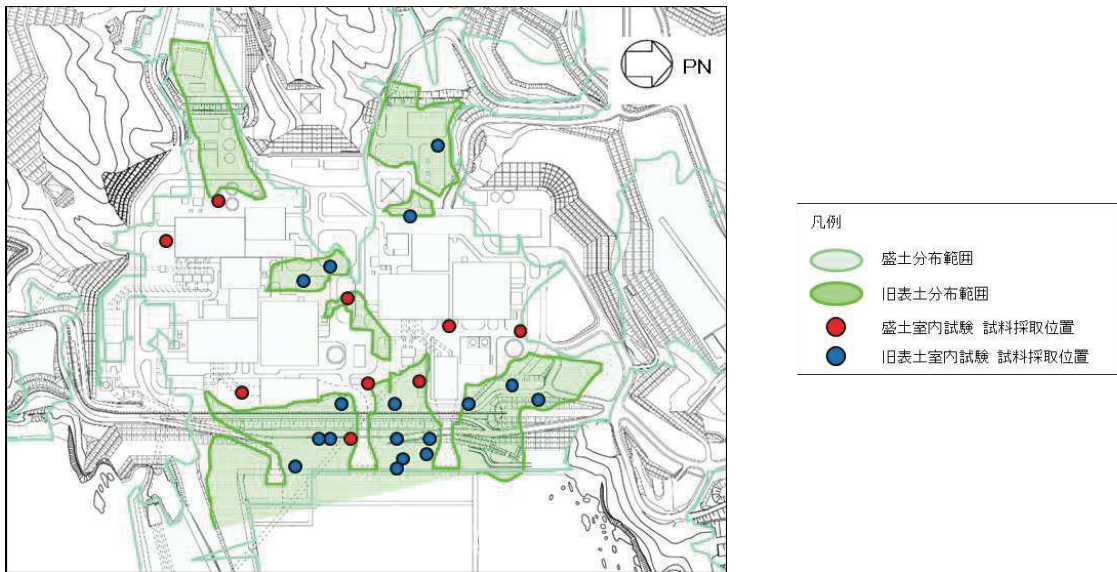 PN
凡例
盛土分布範囲
旧表土分布範囲
盛土室内試験 試料採取位置
旧表土室内試験 試料採取位置